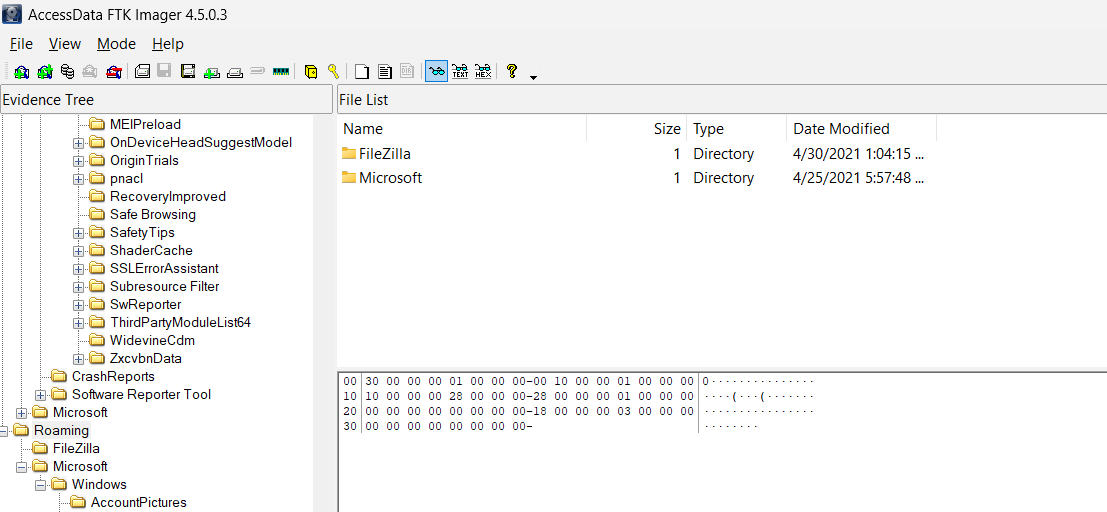 AccessData FTK Imager 4.5.0.3
File View Mode Help
TEXT HEX ?
Evidence Tree
MEIPreload
OnDeviceHeadSuggestModel
OriginTrials
pnacl
RecoveryImproved
Safe Browsing
SafetyTips
ShaderCache
SSLErrorAssistant
Subresource Filter
SwReporter
ThirdPartyModuleList64
WidevineCdm
ZxcvbnData
CrashReports
Software Reporter Tool
Microsoft
Roaming
FileZilla
Microsoft
Windows
AccountPictures
File List
Name Size Type Date Modified
FileZilla 1 Directory 4/30/2021 1:04:15 ...
Microsoft 1 Directory 4/25/2021 5:57:48 ...
00 30 00 00 00 01 00 00 00-00 10 00 00 01 00 00 00 0···············
10 10 00 00 00 28 00 00 00-28 00 00 00 01 00 00 00 ····(···(·······
20 00 00 00 00 00 00 00 00-18 00 00 00 03 00 00 00 ················
30 00 00 00 00 00 00 00 00- ········